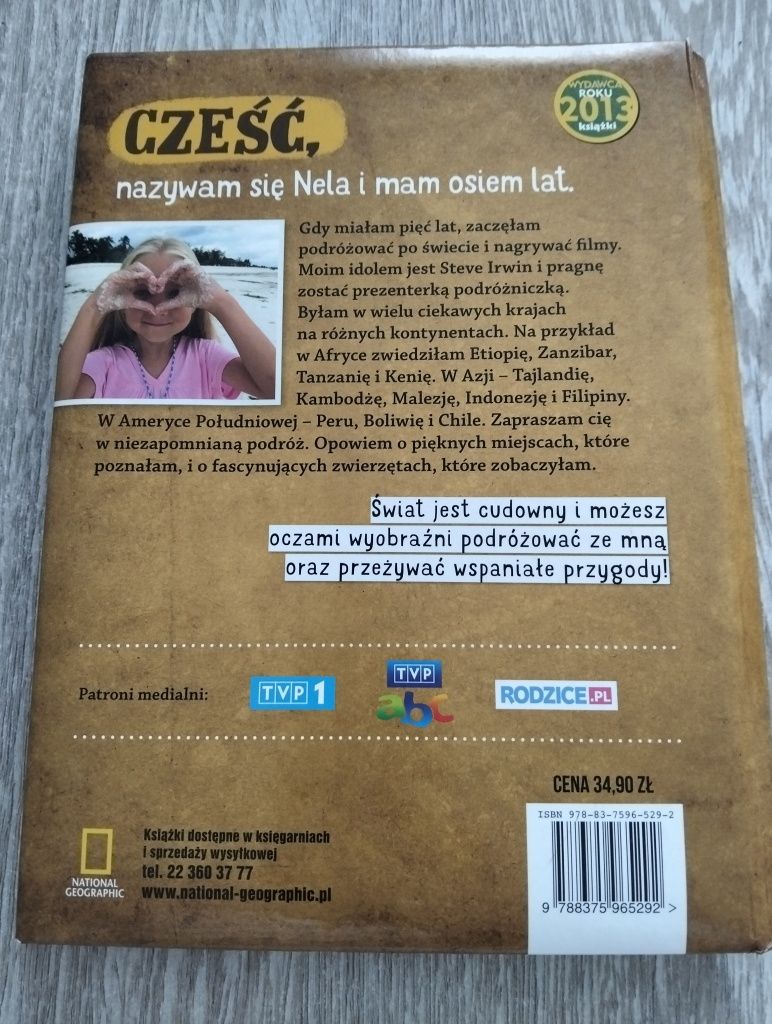 CZEŚĆ,
WYDAWCA
ROKU
2013
książki
nazywam się Nela i mam osiem lat.
Gdy miałam pięć lat, zaczęłam
podróżować po świecie i nagrywać filmy.
Moim idolem jest Steve Irwin i pragnę
zostać prezenterką podróżniczką.
Byłam w wielu ciekawych krajach
na różnych kontynentach. Na przykład
w Afryce zwiedziłam Etiopię, Zanzibar,
Tanzanię i Kenię. W Azji – Tajlandię,
Kambodżę, Malezję, Indonezję i Filipiny.
W Ameryce Południowej – Peru, Boliwię i Chile. Zapraszam cię
w niezapomnianą podróż. Opowiem o pięknych miejscach, które
poznałam, i o fascynujących zwierzętach, które zobaczyłam.
Świat jest cudowny i możesz
oczami wyobraźni podróżować ze mną
oraz przeżywać wspaniałe przygody!
Patroni medialni:
TVP 1
TVP
abc
RODZICE.PL
CENA 34,90 ZŁ
ISBN 978-83-7596-529-2
9 788375 965292 >
NATIONAL
GEOGRAPHIC
Książki dostępne w księgarniach
i sprzedaży wysyłkowej
tel. 22 360 37 77
www.national-geographic.pl